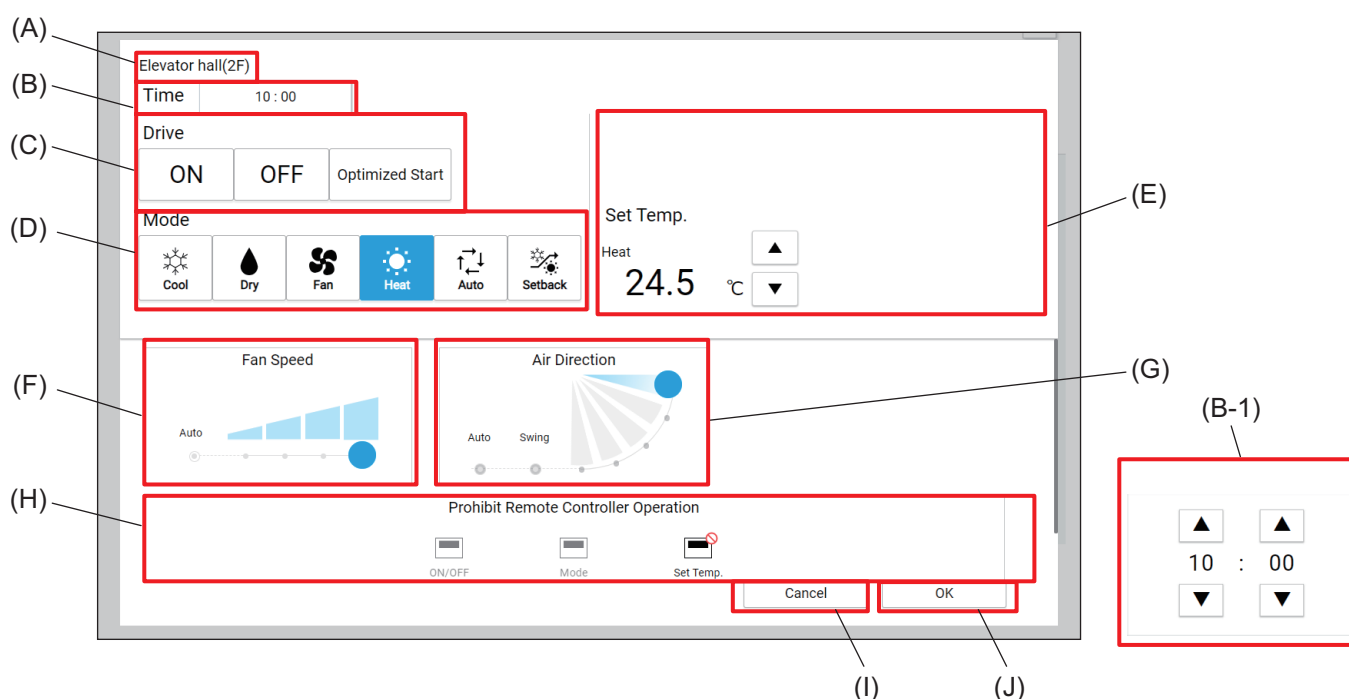 (A)
Elevator hall(2F)
(B)
Time 10 : 00
(C)
Drive
ON OFF Optimized Start
(D)
Mode
Cool Dry Fan Heat Auto Setback
(E)
Set Temp.
Heat
24.5 ℃
(F)
Fan Speed
Auto
(G)
Air Direction
Auto Swing
(B-1)
10 : 00
(H)
Prohibit Remote Controller Operation
ON/OFF Mode Set Temp.
Cancel OK
(I) (J)